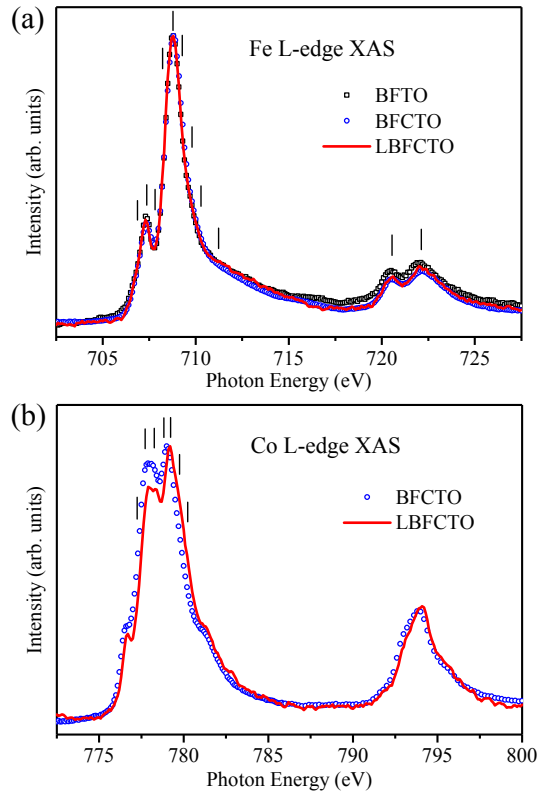 (a)
Fe L-edge XAS
BFTO
BFCTO
LBFCTO
Intensity (arb. units)
705 710 715 720 725
Photon Energy (eV)
(b)
Co L-edge XAS
BFCTO
LBFCTO
Intensity (arb. units)
775 780 785 790 795 800
Photon Energy (eV)